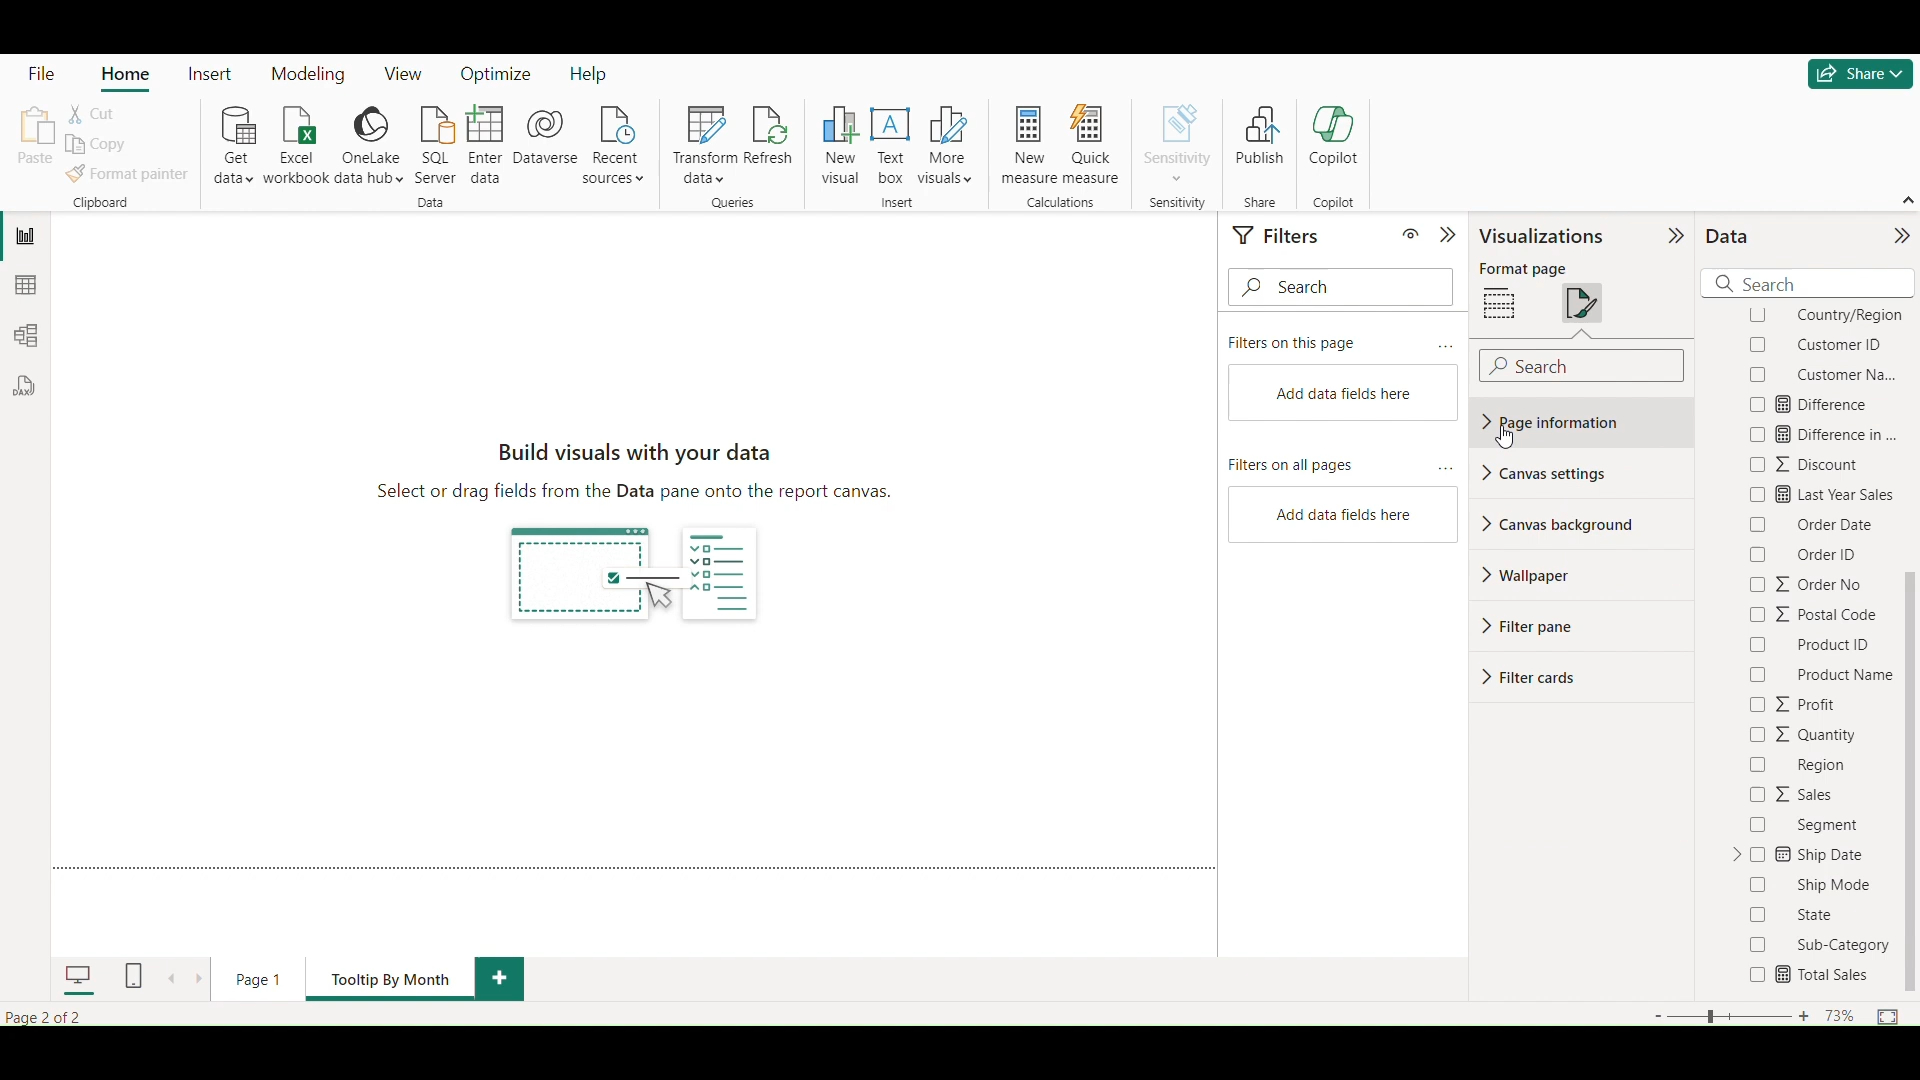 File Home Insert Modeling View Optimize Help Share
Paste Cut Copy Format painter
Clipboard
Get data
Excel workbook
OneLake data hub
SQL Server
Enter data
Dataverse
Recent sources
Data
Transform data
Refresh
Queries
New visual
Text box
More visuals
Insert
New measure
Quick measure
Calculations
Sensitivity
Sensitivity
Publish
Share
Copilot
Copilot
DAX
Build visuals with your data
Select or drag fields from the Data pane onto the report canvas.
Filters
Search
Filters on this page ...
Add data fields here
Filters on all pages ...
Add data fields here
Visualizations
Format page
Search
Page information
Canvas settings
Canvas background
Wallpaper
Filter pane
Filter cards
Data
Search
Country/Region
Customer ID
Customer Na...
Difference
Difference in ...
Σ Discount
Last Year Sales
Order Date
Order ID
Σ Order No
Σ Postal Code
Product ID
Product Name
Σ Profit
Σ Quantity
Region
Σ Sales
Segment
Ship Date
Ship Mode
State
Sub-Category
Total Sales
Page 1 Tooltip By Month +
Page 2 of 2
- + 73%